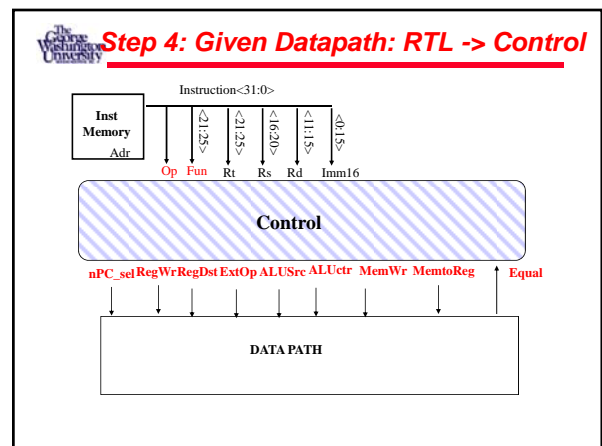 The George Washington University
Step 4: Given Datapath: RTL -> Control
Instruction<31:0>
Inst
Memory
Adr
<21:25>
<21:25>
<16:20>
<11:15>
<0:15>
Op Fun Rt Rs Rd Imm16
Control
nPC_sel RegWr RegDst ExtOp ALUSrc ALUctr MemWr MemtoReg Equal
DATA PATH